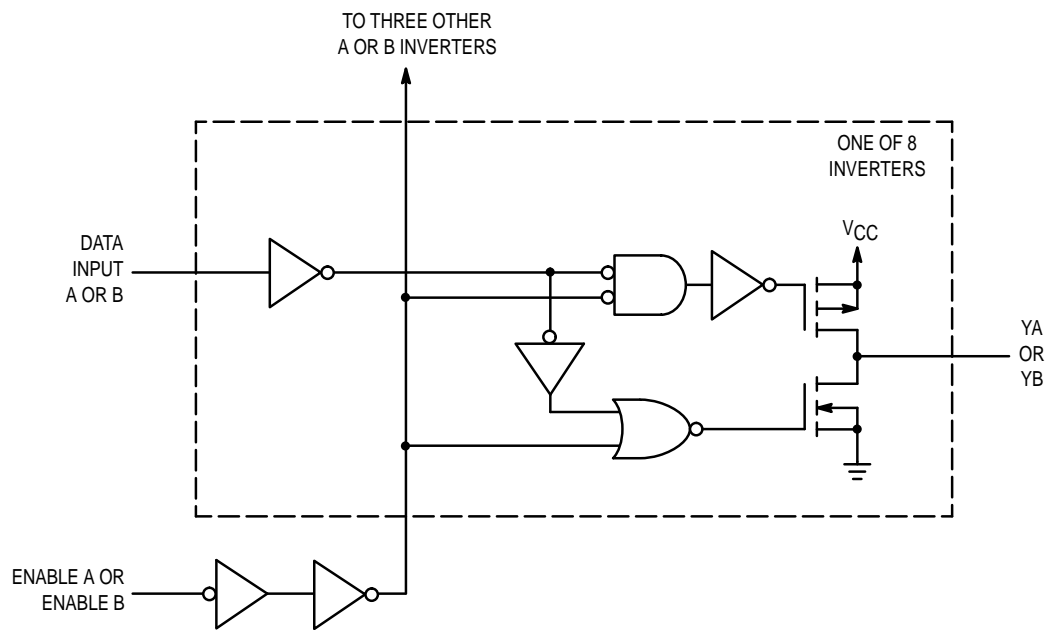 TO THREE OTHER
A OR B INVERTERS
ONE OF 8
INVERTERS
DATA
INPUT
A OR B
VCC
YA
OR
YB
ENABLE A OR
ENABLE B